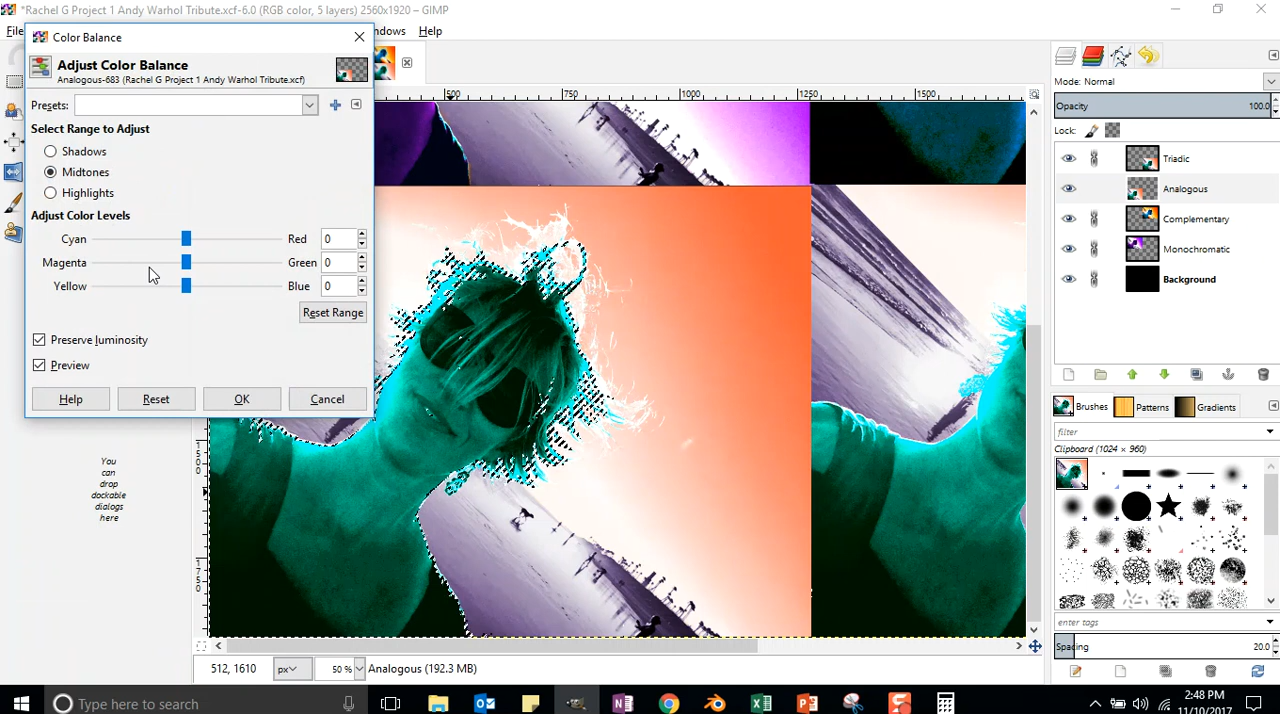 *Rachel G Project 1 Andy Warhol Tribute.xcf-6.0 (RGB color, 5 layers) 2560x1920 – GIMP
File
ndows Help
Color Balance
Adjust Color Balance
Analogous-683 (Rachel G Project 1 Andy Warhol Tribute.xcf)
Presets:
Select Range to Adjust
Shadows
Midtones
Highlights
Adjust Color Levels
Cyan Red 0
Magenta Green 0
Yellow Blue 0
Reset Range
Preserve Luminosity
Preview
Help Reset OK Cancel
You
can
drop
dockable
dialogs
here
500 750 1000 1250 1500
500
1750
512, 1610 px 50 % Analogous (192.3 MB)
Mode: Normal
Opacity 100.0
Lock:
Triadic
Analogous
Complementary
Monochromatic
Background
Brushes Patterns Gradients
filter
Clipboard (1024 × 960)
enter tags
Spacing 20.0
Type here to search
2:48 PM
11/10/2017